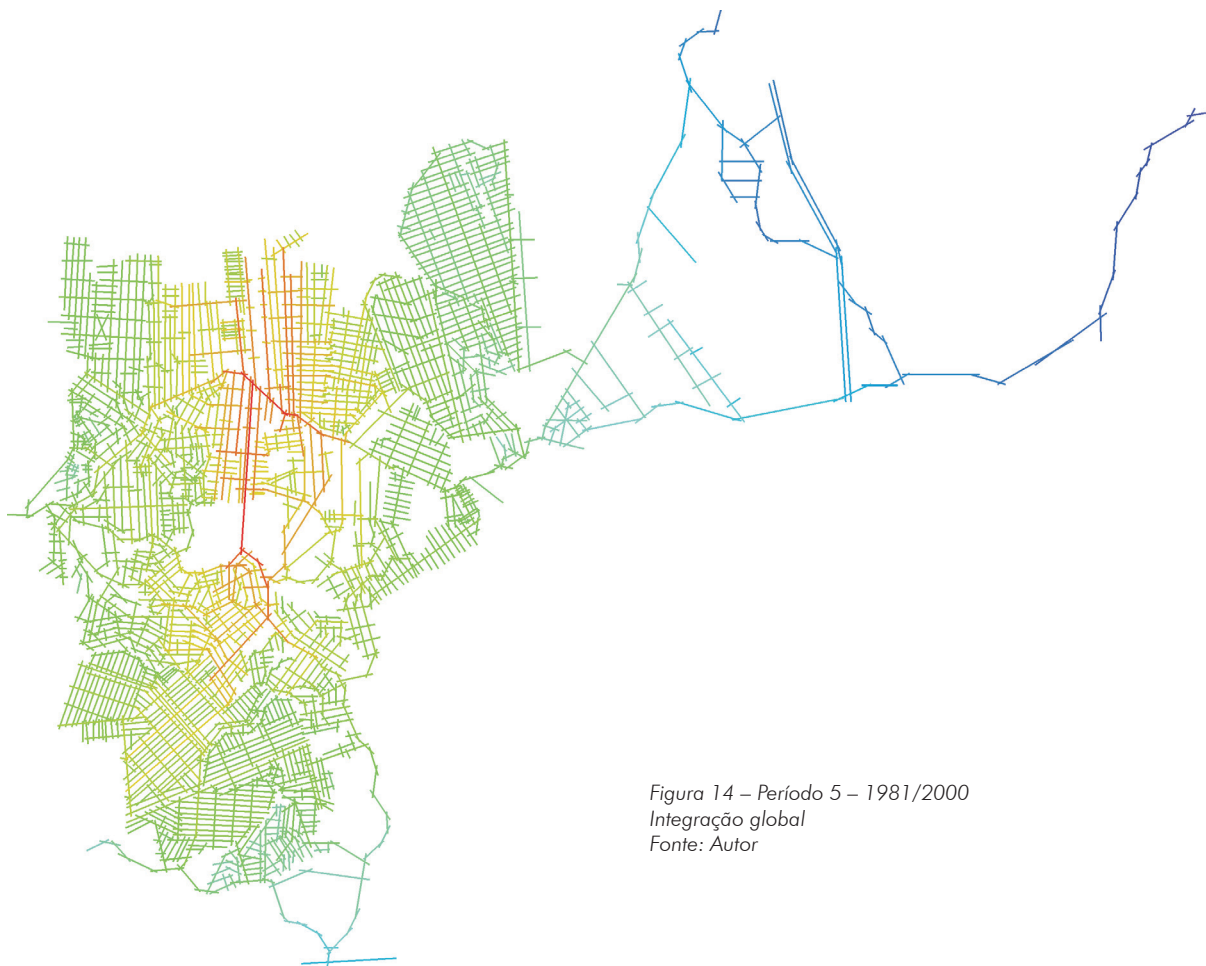 Figura 14 – Período 5 – 1981/2000
Integração global
Fonte: Autor